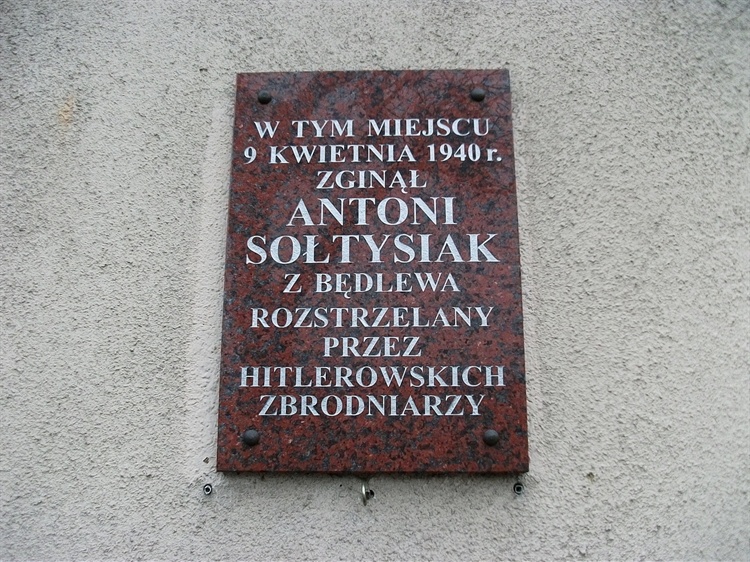 W TYM MIEJSCU
9 KWIETNIA 1940 r.
ZGINĄŁ
ANTONI
SOŁTYSIAK
Z BĘDLEWA
ROZSTRZELANY
PRZEZ
HITLEROWSKICH
ZBRODNIARZY